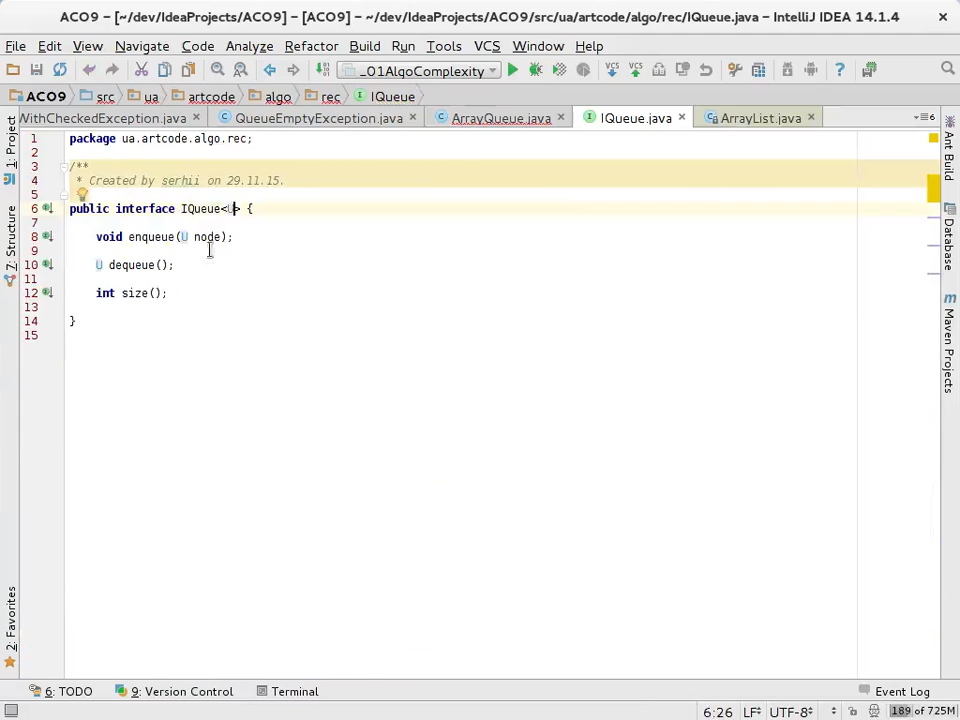 ACO9 – [~/dev/IdeaProjects/ACO9] – [ACO9] – ~/dev/IdeaProjects/ACO9/src/ua/artcode/algo/rec/IQueue.java – IntelliJ IDEA 14.1.4
File Edit View Navigate Code Analyze Refactor Build Run Tools VCS Window Help
_01AlgoComplexity
ACO9 src ua artcode algo rec IQueue
WithCheckedException.java QueueEmptyException.java ArrayQueue.java IQueue.java ArrayList.java
1 package ua.artcode.algo.rec;
2
3 /**
4 * Created by serhii on 29.11.15.
5
6 public interface IQueue<U> {
7
8 void enqueue(U node);
9
10 U dequeue();
11
12 int size();
13
14 }
15
1: Project
7: Structure
2: Favorites
Ant Build
Database
Maven Projects
6: TODO 9: Version Control Terminal Event Log
6:26 LF UTF-8 189 of 725M